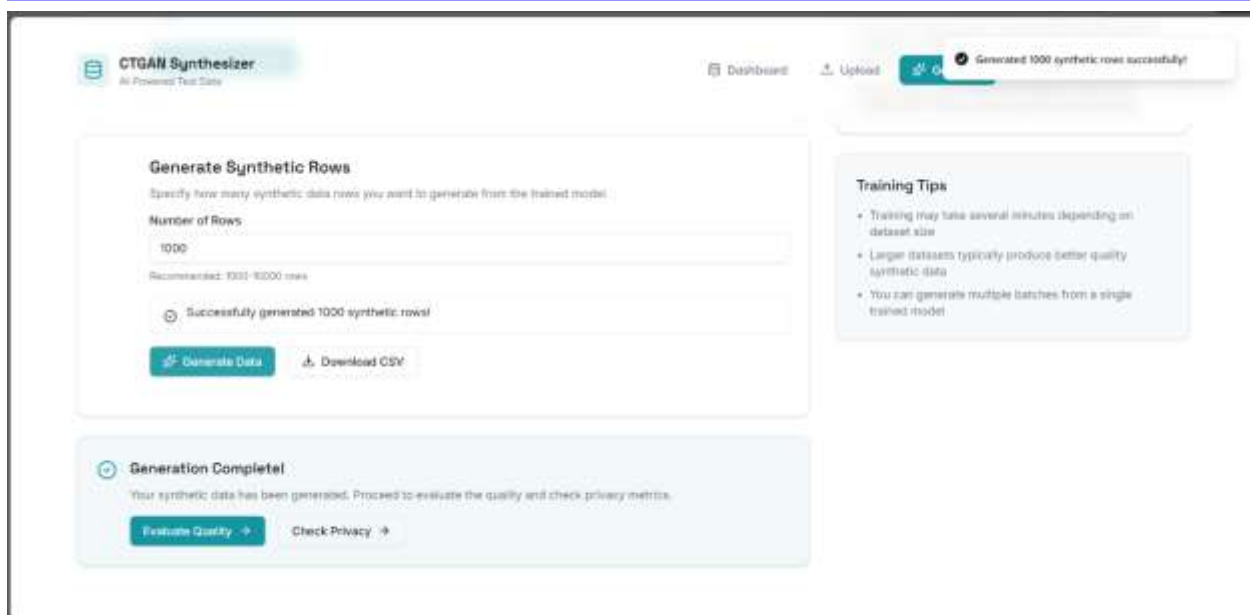 CTGAN Synthesizer
AI-Powered Test Data
Dashboard
Upload
Generated 1000 synthetic rows successfully!
Generate Synthetic Rows
Specify how many synthetic data rows you want to generate from the trained model.
Number of Rows
1000
Recommended: 1000-10000 rows
Successfully generated 1000 synthetic rows!
Generate Data
Download CSV
Training Tips
• Training may take several minutes depending on
dataset size
• Larger datasets typically produce better quality
synthetic data
• You can generate multiple batches from a single
trained model
Generation Complete!
Your synthetic data has been generated. Proceed to evaluate the quality and check privacy metrics.
Evaluate Quality →
Check Privacy →